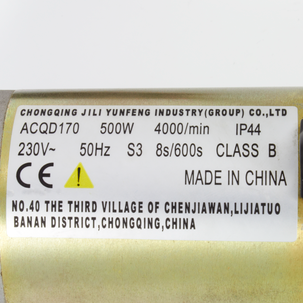 CHONGQING JILI YUNFENG INDUSTRY(GROUP) CO.,LTD
ACQD170 500W 4000/min IP44
230V~ 50Hz S3 8s/600s CLASS B
CE ! MADE IN CHINA
NO.40 THE THIRD VILLAGE OF CHENJIAWAN,LIJIATUO
BANAN DISTRICT,CHONGQING,CHINA